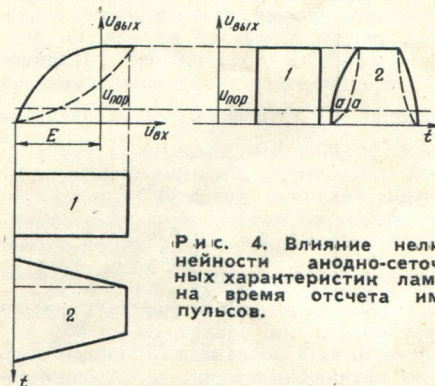 Uвых
Uвых
Uпор
Uвх
E
Uпор
1
2
a
a
t
1
2
t
Рис. 4. Влияние нели-
нейности анодно-сеточ-
ных характеристик ламп
на время отсчета им-
пульсов.